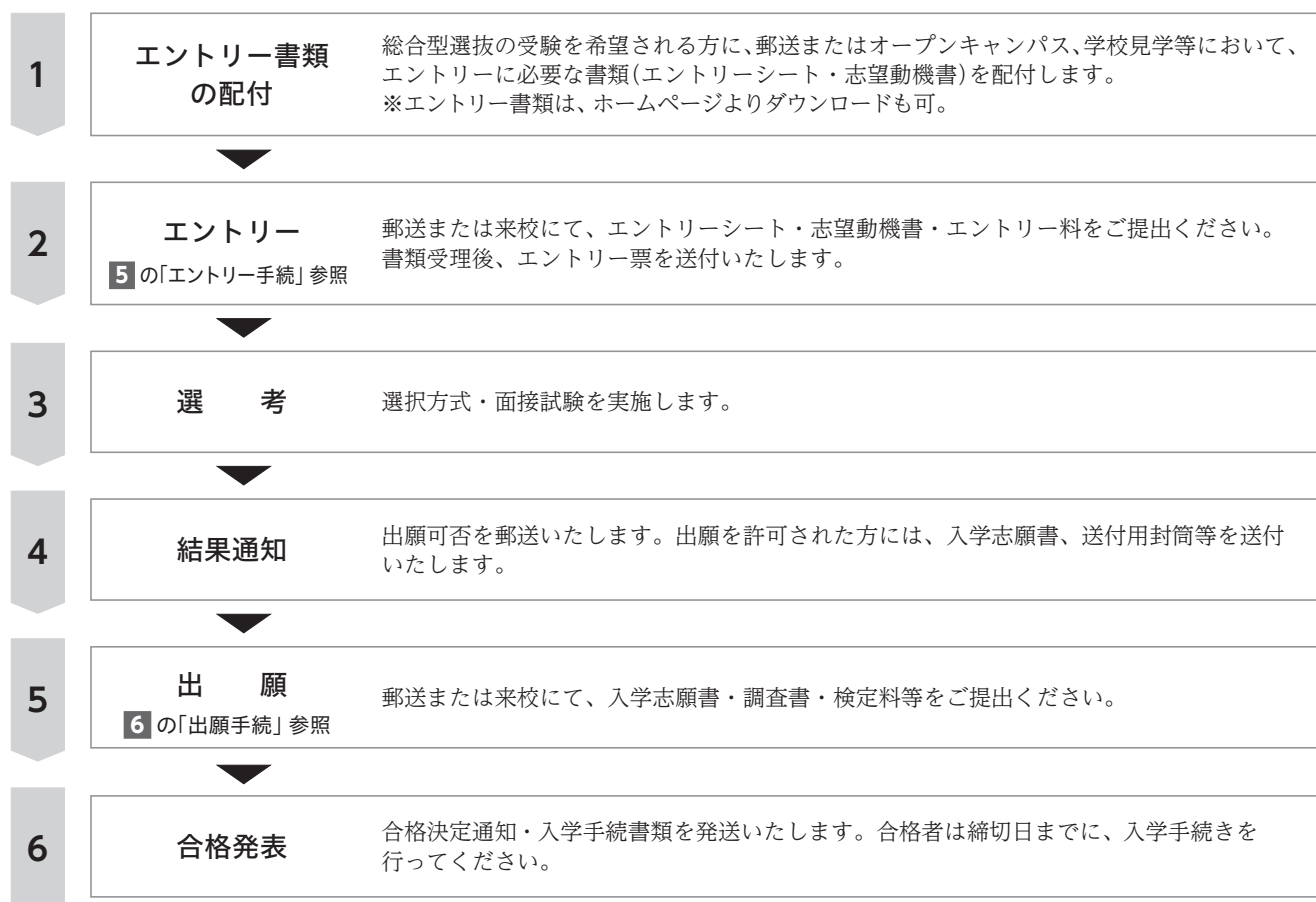 1
エントリー書類
の配付
総合型選抜の受験を希望される方に、郵送またはオープンキャンパス、学校見学等において、
エントリーに必要な書類(エントリーシート・志望動機書)を配付します。
※エントリー書類は、ホームページよりダウンロードも可。
2
エントリー
5 の「エントリー手続」参照
郵送または来校にて、エントリーシート・志望動機書・エントリー料をご提出ください。
書類受理後、エントリー票を送付いたします。
3
選　考
選択方式・面接試験を実施します。
4
結果通知
出願可否を郵送いたします。出願を許可された方には、入学志願書、送付用封筒等を送付
いたします。
5
出　願
6 の「出願手続」参照
郵送または来校にて、入学志願書・調査書・検定料等をご提出ください。
6
合格発表
合格決定通知・入学手続書類を発送いたします。合格者は締切日までに、入学手続きを
行ってください。